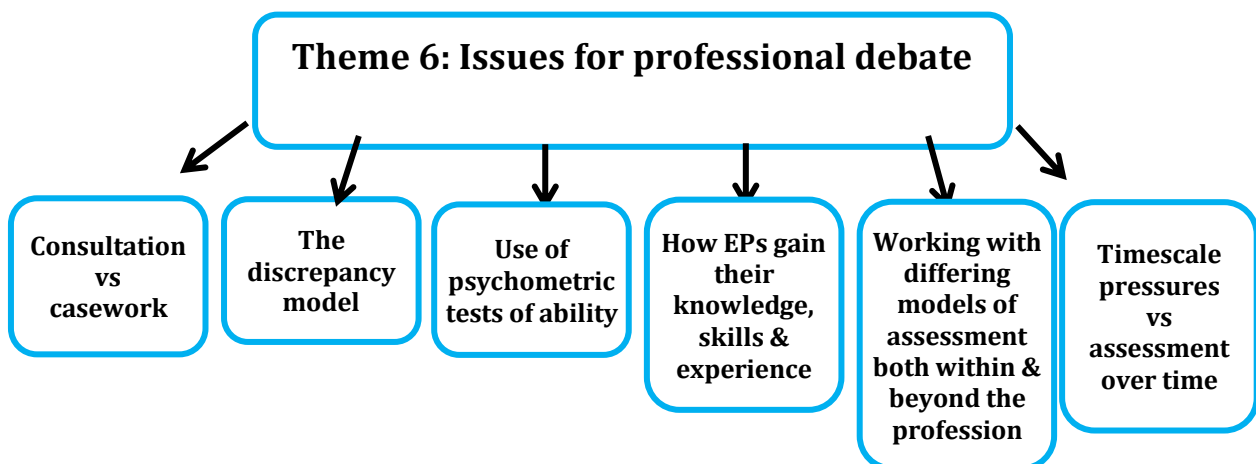 Theme 6: Issues for professional debate
Consultation
vs
casework
The
discrepancy
model
Use of
psychometric
tests of ability
How EPs gain
their
knowledge,
skills &
experience
Working with
differing
models of
assessment
both within &
beyond the
profession
Timescale
pressures
vs
assessment
over time